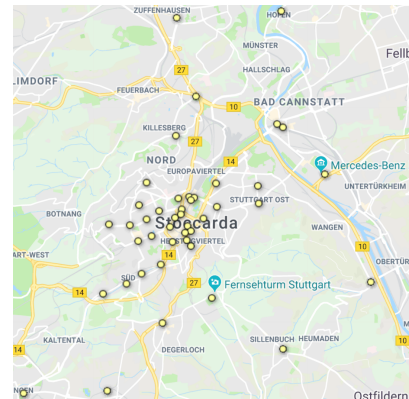 ZUFFENHAUSEN
HOFEN
MÜNSTER
Fellb
27
HALLSCHLAG
LIMDORF
FEUERBACH
BAD CANNSTATT
10
KILLESBERG
27
NORD
14
Mercedes-Benz
EUROPAVIERTEL
UNTERTÜRKHEIM
STUTTGART OST
BOTNANG
Stoccarda
WANGEN
14
ART-WEST
10
OBERTÜR
SÜD
14
27
Fernsehturm Stuttgart
KALTENTAL
SILLENBUCH
HEUMADEN
14
DEGERLOCH
Ostfildern